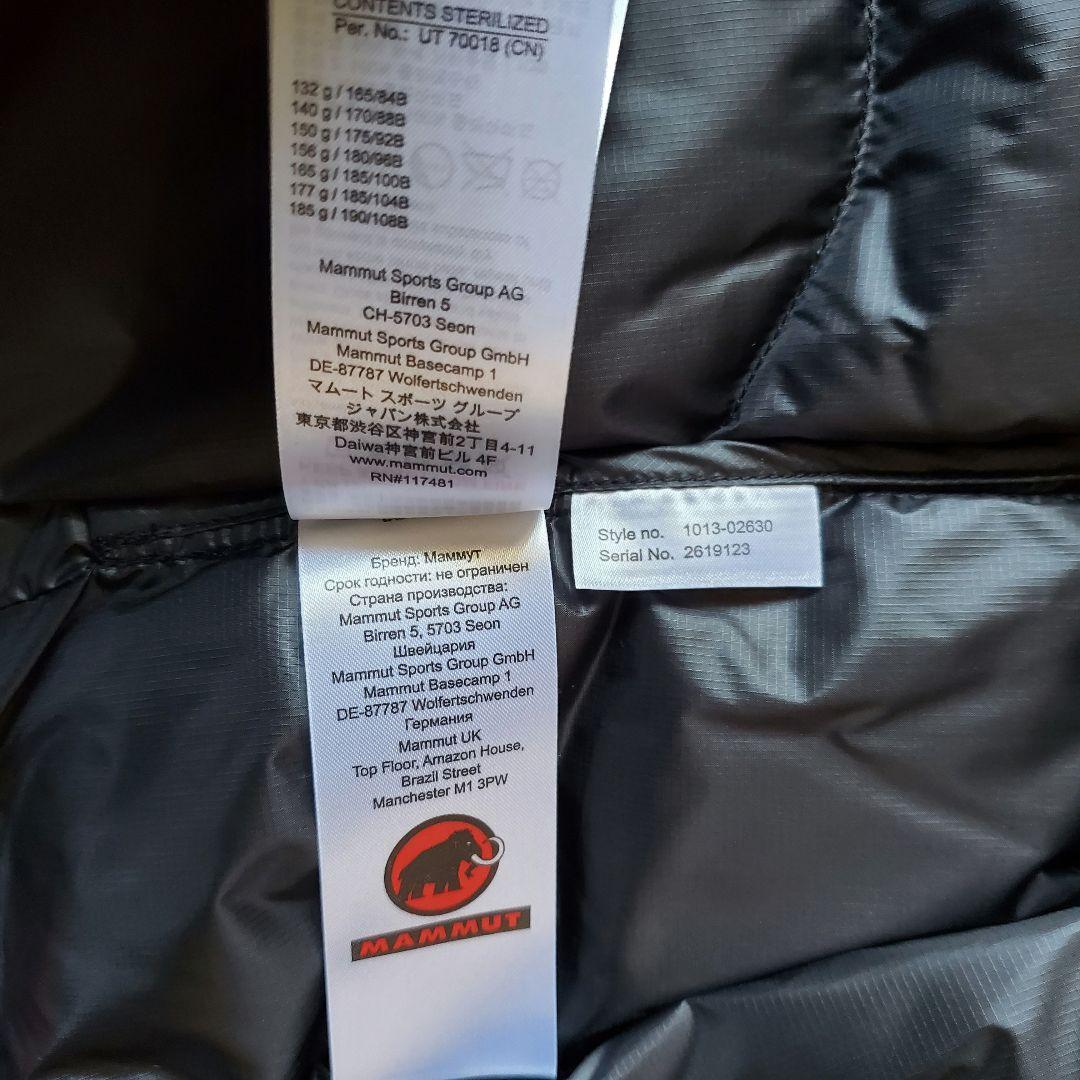 CONTENTS STERILIZED
Per. No.: UT 70018 (CN)
132 g / 165/84B
140 g / 170/88B
150 g / 175/92B
156 g / 180/96B
165 g / 185/100B
177 g / 185/104B
185 g / 190/108B
Mammut Sports Group AG
Birren 5
CH-5703 Seon
Mammut Sports Group GmbH
Mammut Basecamp 1
DE-87787 Wolfertschwenden
マムート スポーツ グループ
ジャパン株式会社
東京都渋谷区神宮前2丁目4-11
Daiwa神宮前ビル 4F
www.mammut.com
RN#117481
Style no. 1013-02630
Serial No. 2619123
Бренд: Маммут
Срок годности: не ограничен
Страна производства:
Mammut Sports Group AG
Birren 5, 5703 Seon
Швейцария
Mammut Sports Group GmbH
Mammut Basecamp 1
DE-87787 Wolfertschwenden
Германия
Mammut UK
Top Floor, Amazon House,
Brazil Street
Manchester M1 3PW
MAMMUT